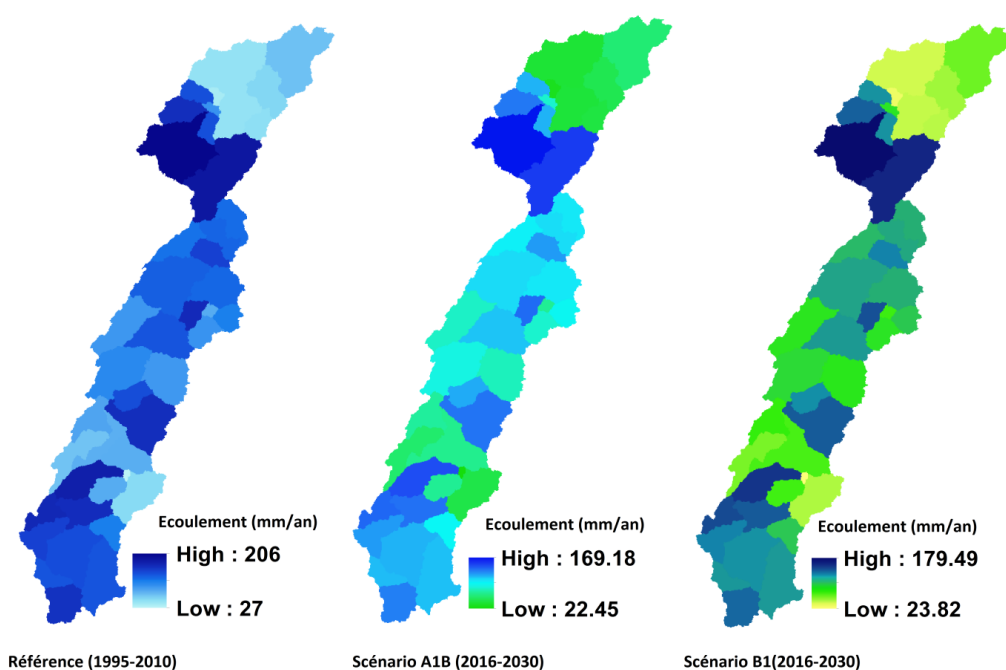 Ecoulement (mm/an)
High : 206
Low : 27
Référence (1995-2010)
Ecoulement (mm/an)
High : 169.18
Low : 22.45
Scénario A1B (2016-2030)
Ecoulement (mm/an)
High : 179.49
Low : 23.82
Scénario B1(2016-2030)